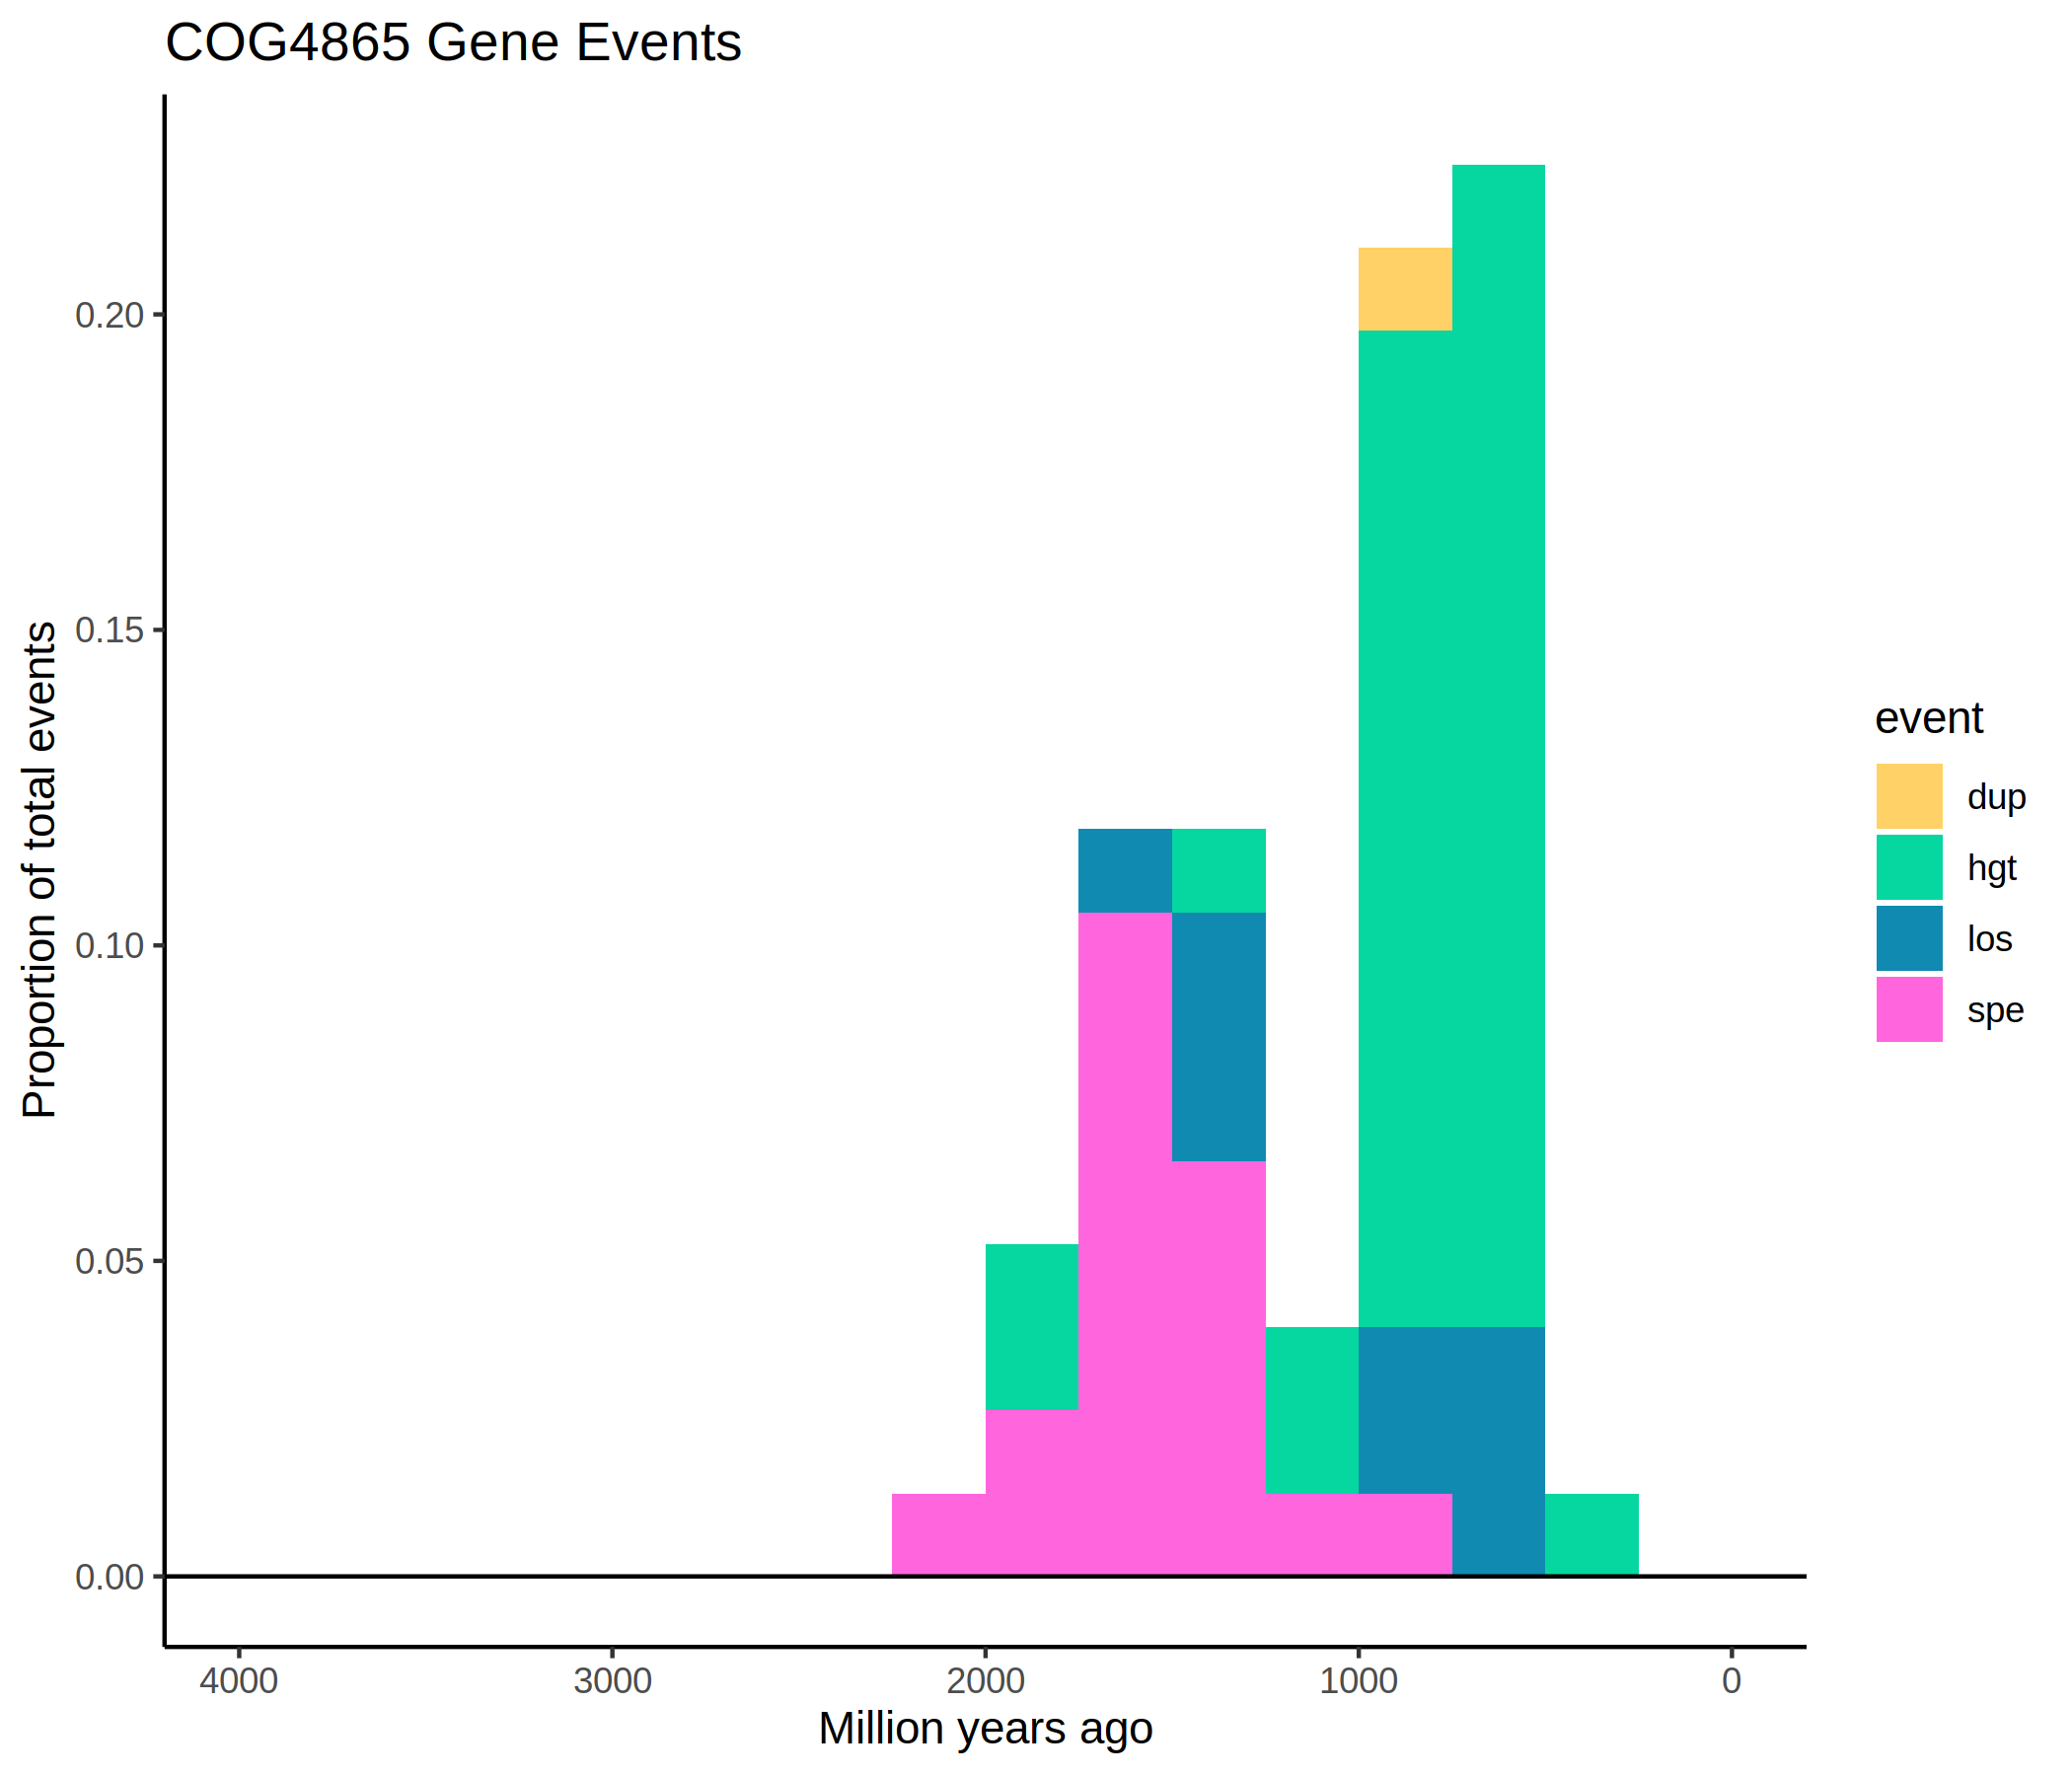 COG4865 Gene Events
Proportion of total events
0.20
0.15
0.10
0.05
0.00
4000 3000 2000 1000 0
Million years ago
event
dup
hgt
los
spe